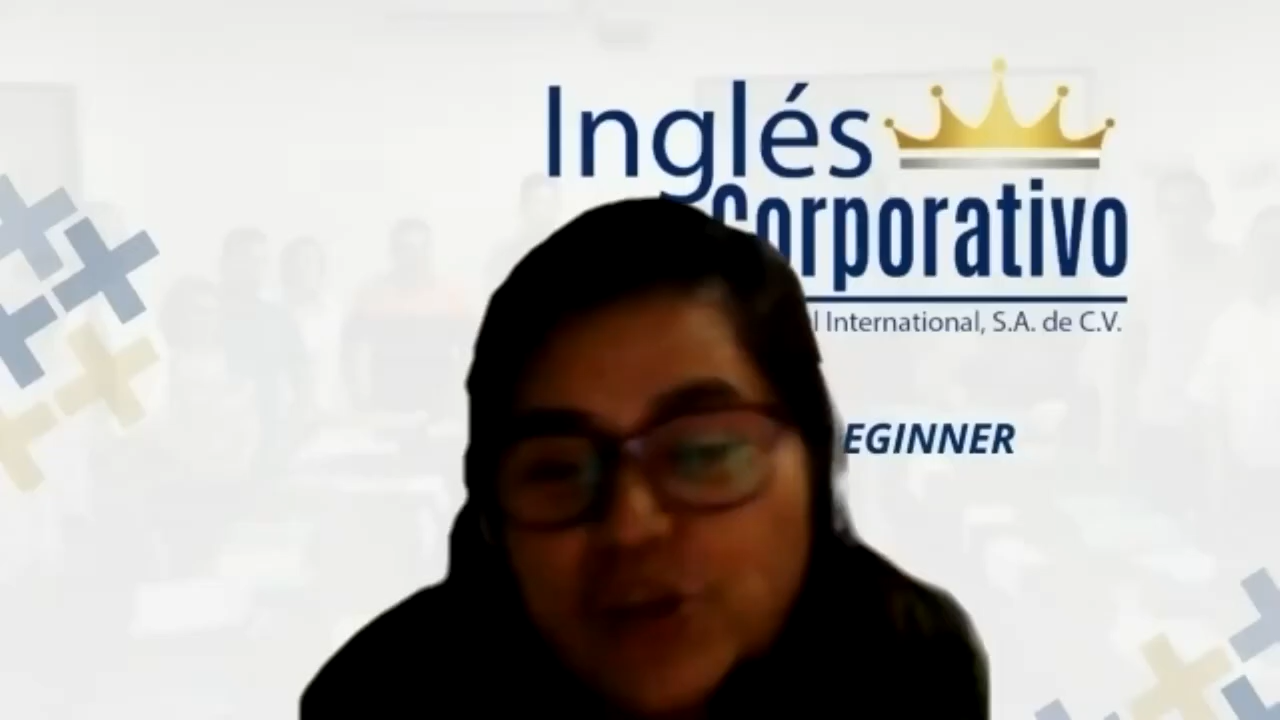 Inglés
Corporativo
l International, S.A. de C.V.
EGINNER